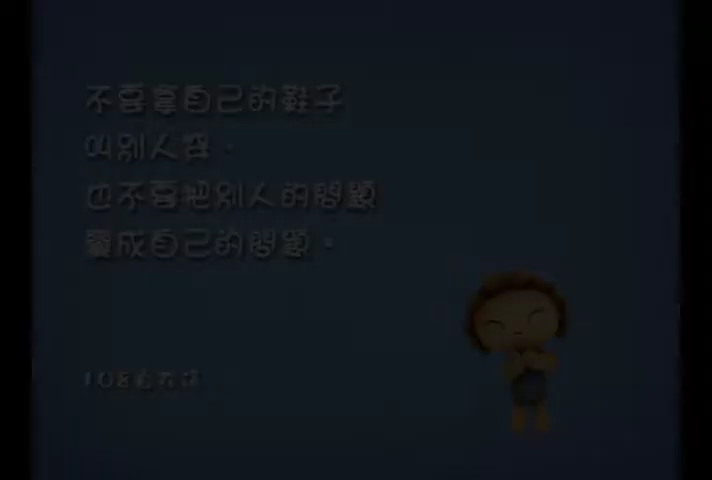 不要拿自己的鞋子
叫別人穿。
也不要把別人的問題
變成自己的問題。
108自在語